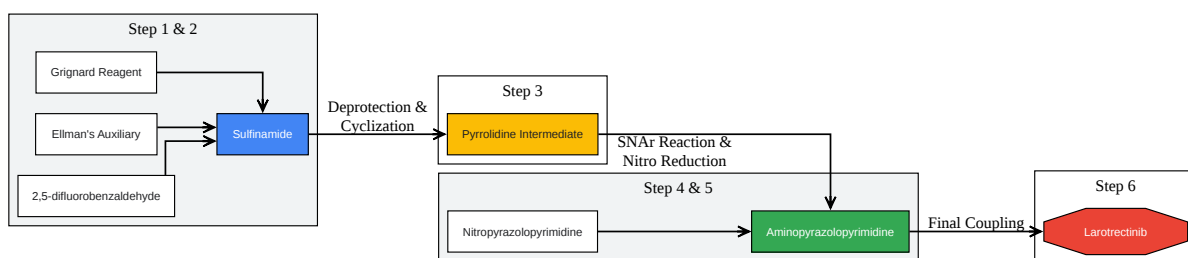 Step 1 & 2
Grignard Reagent
Ellman's Auxiliary
2,5-difluorobenzaldehyde
Sulfinamide
Deprotection &
Cyclization
Step 3
Pyrrolidine Intermediate
SNAr Reaction &
Nitro Reduction
Step 4 & 5
Nitropyrazolopyrimidine
Aminopyrazolopyrimidine
Final Coupling
Step 6
Larotrectinib